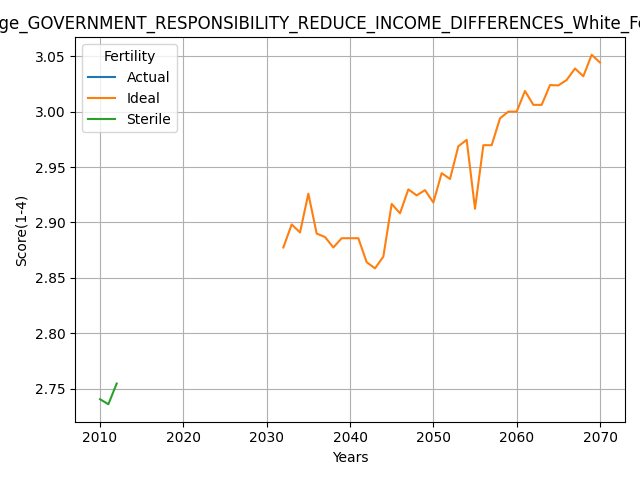 ge_GOVERNMENT_RESPONSIBILITY_REDUCE_INCOME_DIFFERENCES_White_Fe
Fertility
Actual
Ideal
Sterile
Score(1-4)
3.05
3.00
2.95
2.90
2.85
2.80
2.75
2010 2020 2030 2040 2050 2060 2070
Years